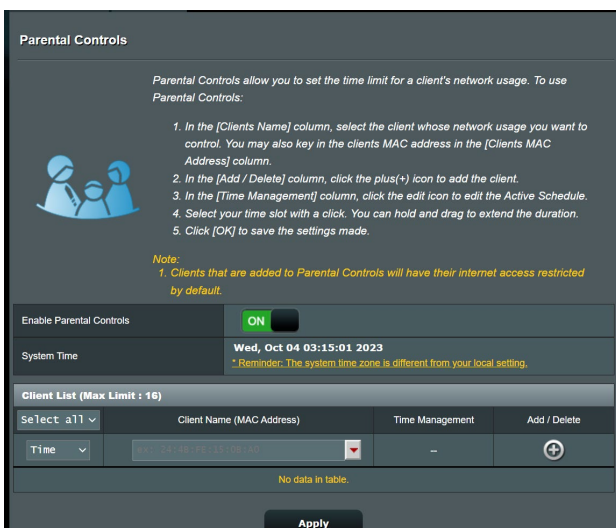 Parental Controls
Parental Controls allow you to set the time limit for a client's network usage. To use
Parental Controls:
1. In the [Clients Name] column, select the client whose network usage you want to
control. You may also key in the clients MAC address in the [Clients MAC
Address] column.
2. In the [Add / Delete] column, click the plus(+) icon to add the client.
3. In the [Time Management] column, click the edit icon to edit the Active Schedule.
4. Select your time slot with a click. You can hold and drag to extend the duration.
5. Click [OK] to save the settings made.
Note:
1. Clients that are added to Parental Controls will have their internet access restricted
by default.
Enable Parental Controls ON
System Time Wed, Oct 04 03:15:01 2023
* Reminder: The system time zone is different from your local setting.
Client List (Max Limit : 16)
Select all Client Name (MAC Address) Time Management Add / Delete
Time –
No data in table.
Apply